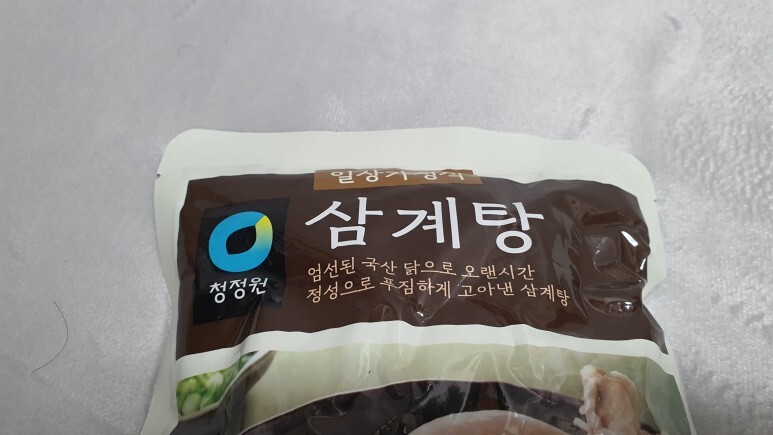 일상가정식
삼계탕
청정원
엄선된 국산 닭으로 오랜시간
정성으로 푸짐하게 고아낸 삼계탕